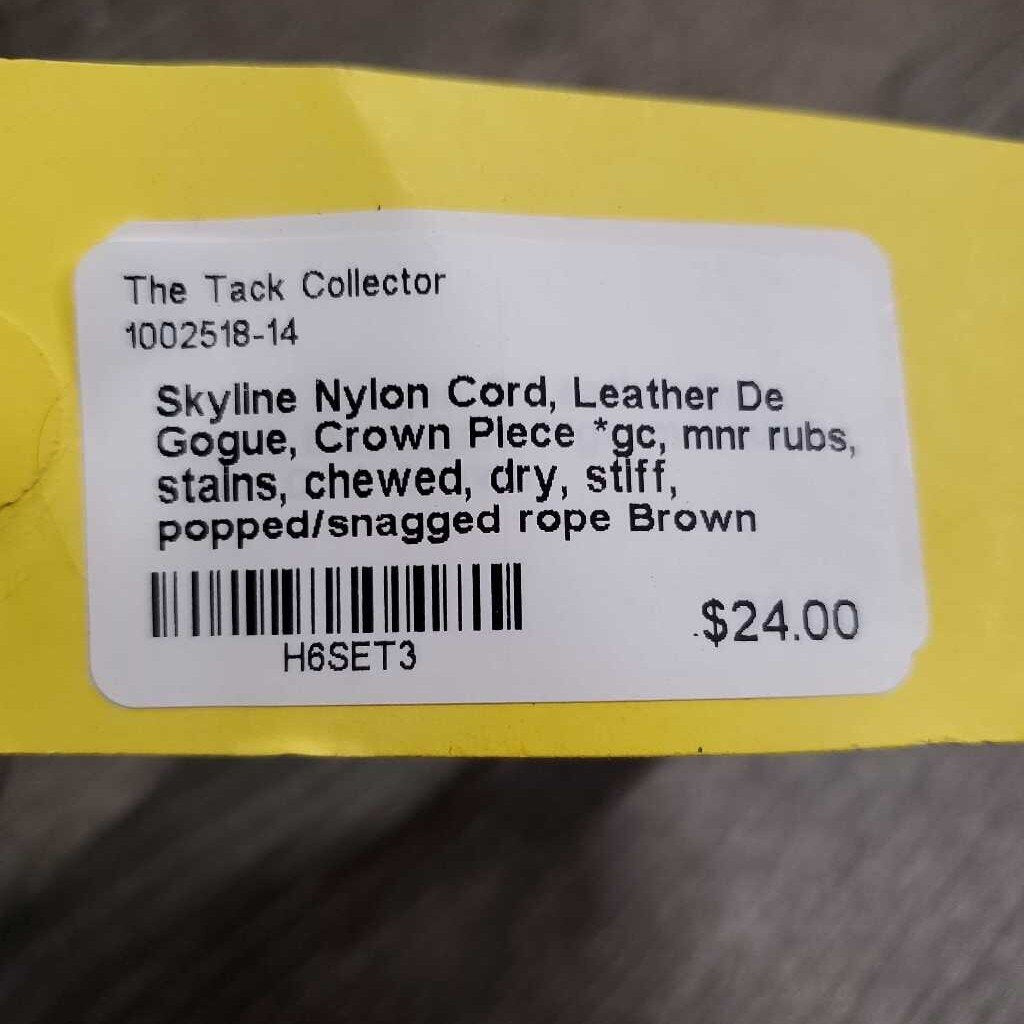 The Tack Collector
1002518-14
Skyline Nylon Cord, Leather De
Gogue, Crown Piece *gc, mnr rubs,
stains, chewed, dry, stiff,
popped/snagged rope Brown
H6SET3
$24.00